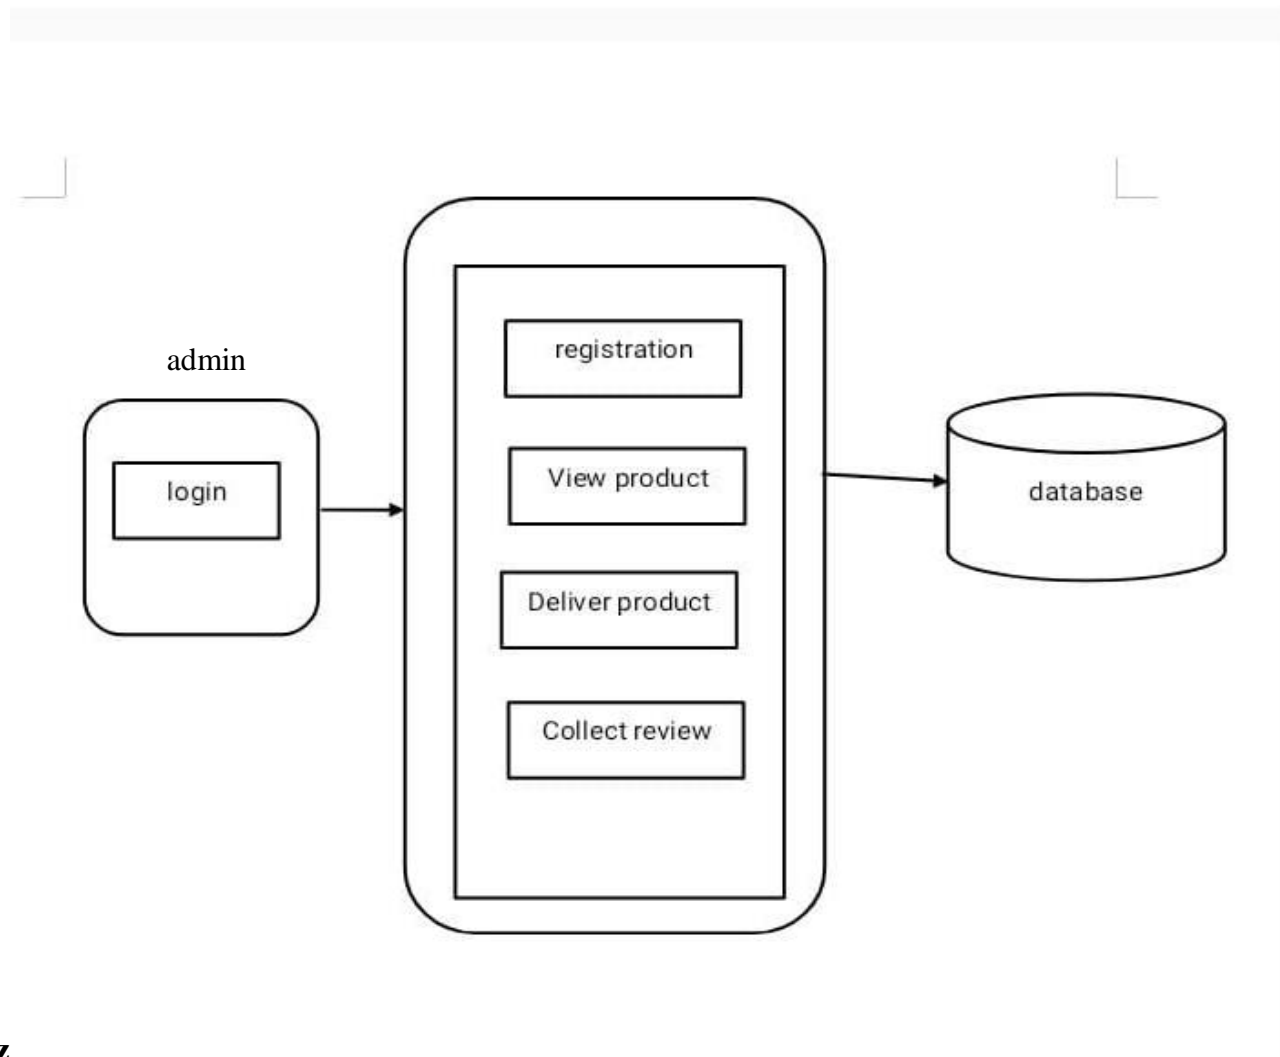 admin
login
registration
View product
Deliver product
Collect review
database